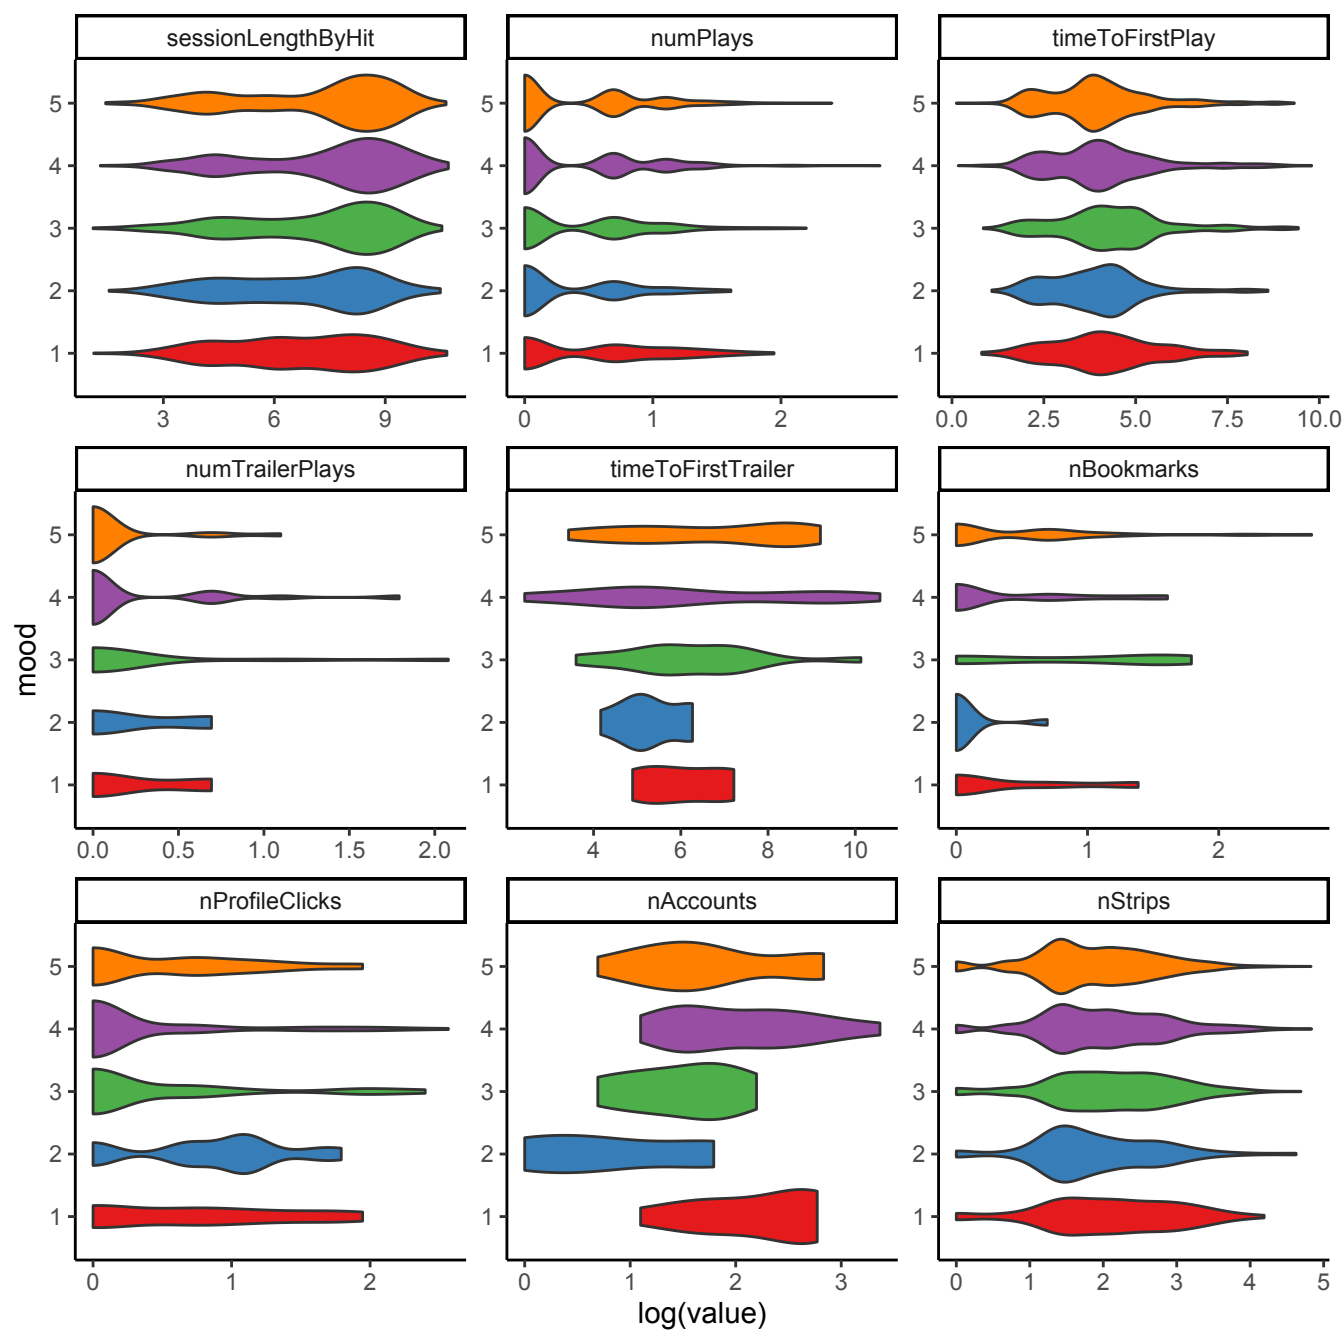 sessionLengthByHit
numPlays
timeToFirstPlay
5
4
3
2
1
3 6 9
5
4
3
2
1
0 1 2
5
4
3
2
1
0.0 2.5 5.0 7.5 10.0
numTrailerPlays
timeToFirstTrailer
nBookmarks
mood
5
4
3
2
1
0.0 0.5 1.0 1.5 2.0
5
4
3
2
1
4 6 8 10
5
4
3
2
1
0 1 2
nProfileClicks
nAccounts
nStrips
5
4
3
2
1
0 1 2
5
4
3
2
1
0 1 2 3
5
4
3
2
1
0 1 2 3 4 5
log(value)